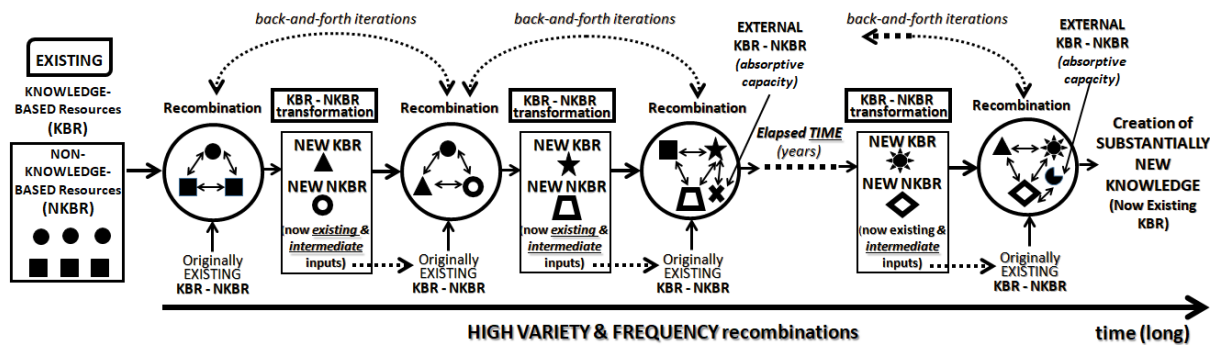 EXISTING
KNOWLEDGE-
BASED Resources
(KBR)
NON-
KNOWLEDGE-
BASED Resources
(NKBR)
back-and-forth iterations
Recombination
Originally
EXISTING
KBR - NKBR
KBR - NKBR
transformation
NEW KBR
NEW NKBR
(now existing &
intermediate
inputs)
Recombination
Originally
EXISTING
KBR - NKBR
back-and-forth iterations
KBR - NKBR
transformation
NEW KBR
NEW NKBR
(now existing &
intermediate
inputs)
Recombination
Originally
EXISTING
KBR - NKBR
EXTERNAL
KBR - NKBR
(absorptive
capacity)
Elapsed TIME
(years)
back-and-forth iterations
KBR - NKBR
transformation
NEW KBR
NEW NKBR
(now existing &
intermediate
inputs)
Recombination
Originally
EXISTING
KBR - NKBR
EXTERNAL
KBR - NKBR
(absorptive
capacity)
Creation of
SUBSTANTIALLY
NEW
KNOWLEDGE
(Now Existing
KBR)
HIGH VARIETY & FREQUENCY recombinations
time (long)